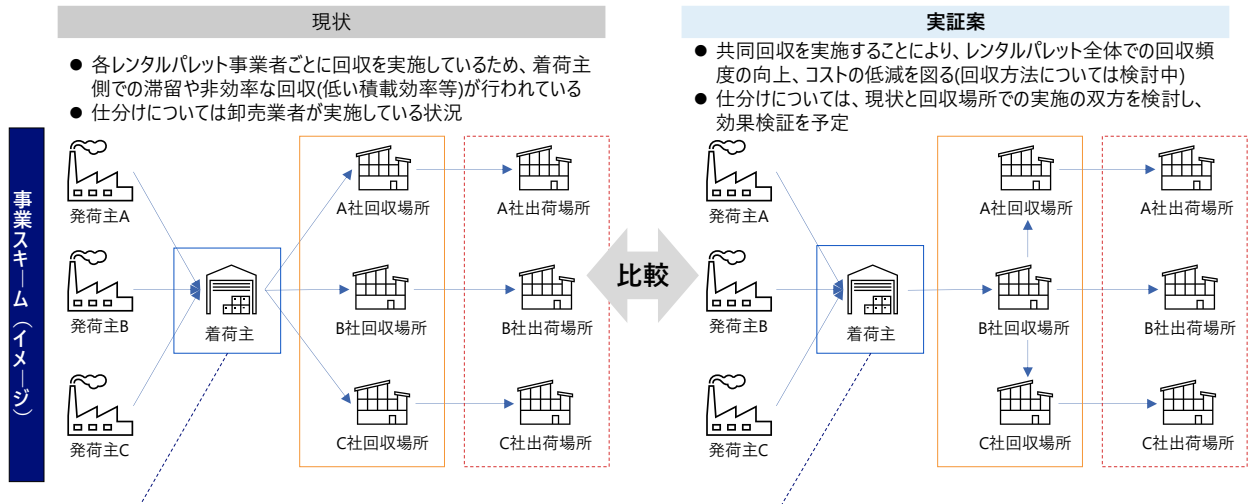 現状
● 各レンタルパレット事業者ごとに回収を実施しているため、着荷主
側での滞留や非効率な回収(低い積載効率等)が行われている
● 仕分けについては卸売業者が実施している状況
実証案
● 共同回収を実施することにより、レンタルパレット全体での回収頻
度の向上、コストの低減を図る(回収方法については検討中)
● 仕分けについては、現状と回収場所での実施の双方を検討し、
効果検証を予定
事業スキーム（イメージ）
発荷主A
発荷主B
発荷主C
着荷主
A社回収場所
B社回収場所
C社回収場所
A社出荷場所
B社出荷場所
C社出荷場所
比較
発荷主A
発荷主B
発荷主C
着荷主
A社回収場所
B社回収場所
C社回収場所
A社出荷場所
B社出荷場所
C社出荷場所